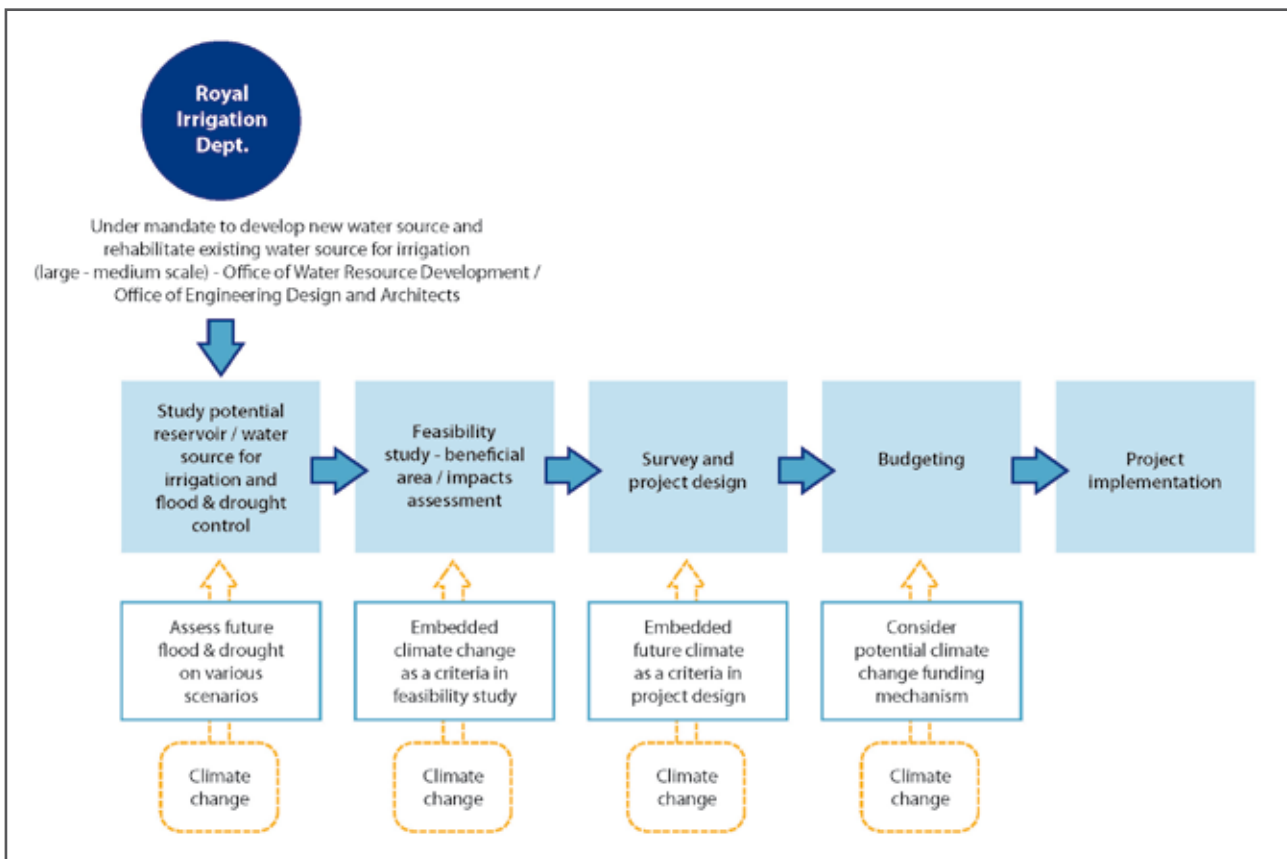 Royal
Irrigation
Dept.
Under mandate to develop new water source and
rehabilitate existing water source for irrigation
(large - medium scale) - Office of Water Resource Development /
Office of Engineering Design and Architects
Study potential
reservoir / water
source for
irrigation and
flood & drought
control
Feasibility
study - beneficial
area / impacts
assessment
Survey and
project design
Budgeting
Project
implementation
Assess future
flood & drought
on various
scenarios
Embedded
climate change
as a criteria in
feasibility study
Embedded
future climate
as a criteria in
project design
Consider
potential climate
change funding
mechanism
Climate
change
Climate
change
Climate
change
Climate
change